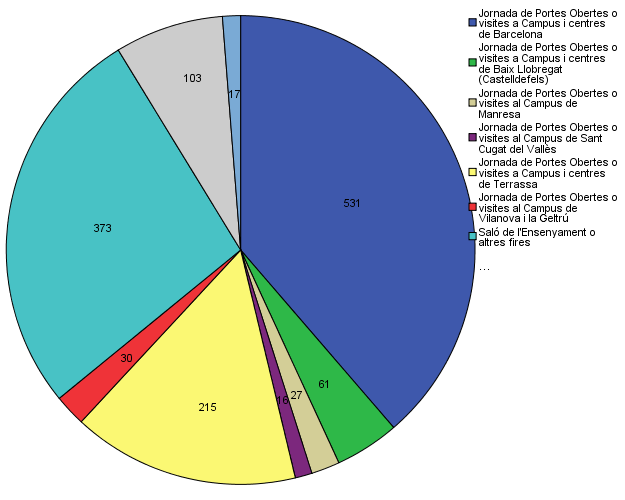 Jornada de Portes Obertes o
visites a Campus i centres
de Barcelona
Jornada de Portes Obertes o
visites a Campus i centres
de Baix Llobregat
(Castelldefels)
Jornada de Portes Obertes o
visites al Campus de
Manresa
Jornada de Portes Obertes o
visites al Campus de Sant
Cugat del Vallès
Jornada de Portes Obertes o
visites a Campus i centres
de Terrassa
Jornada de Portes Obertes o
visites al Campus de
Vilanova i la Geltrú
Saló de l'Ensenyament o
altres fires
...
17
103
531
373
30
215
16
27
61